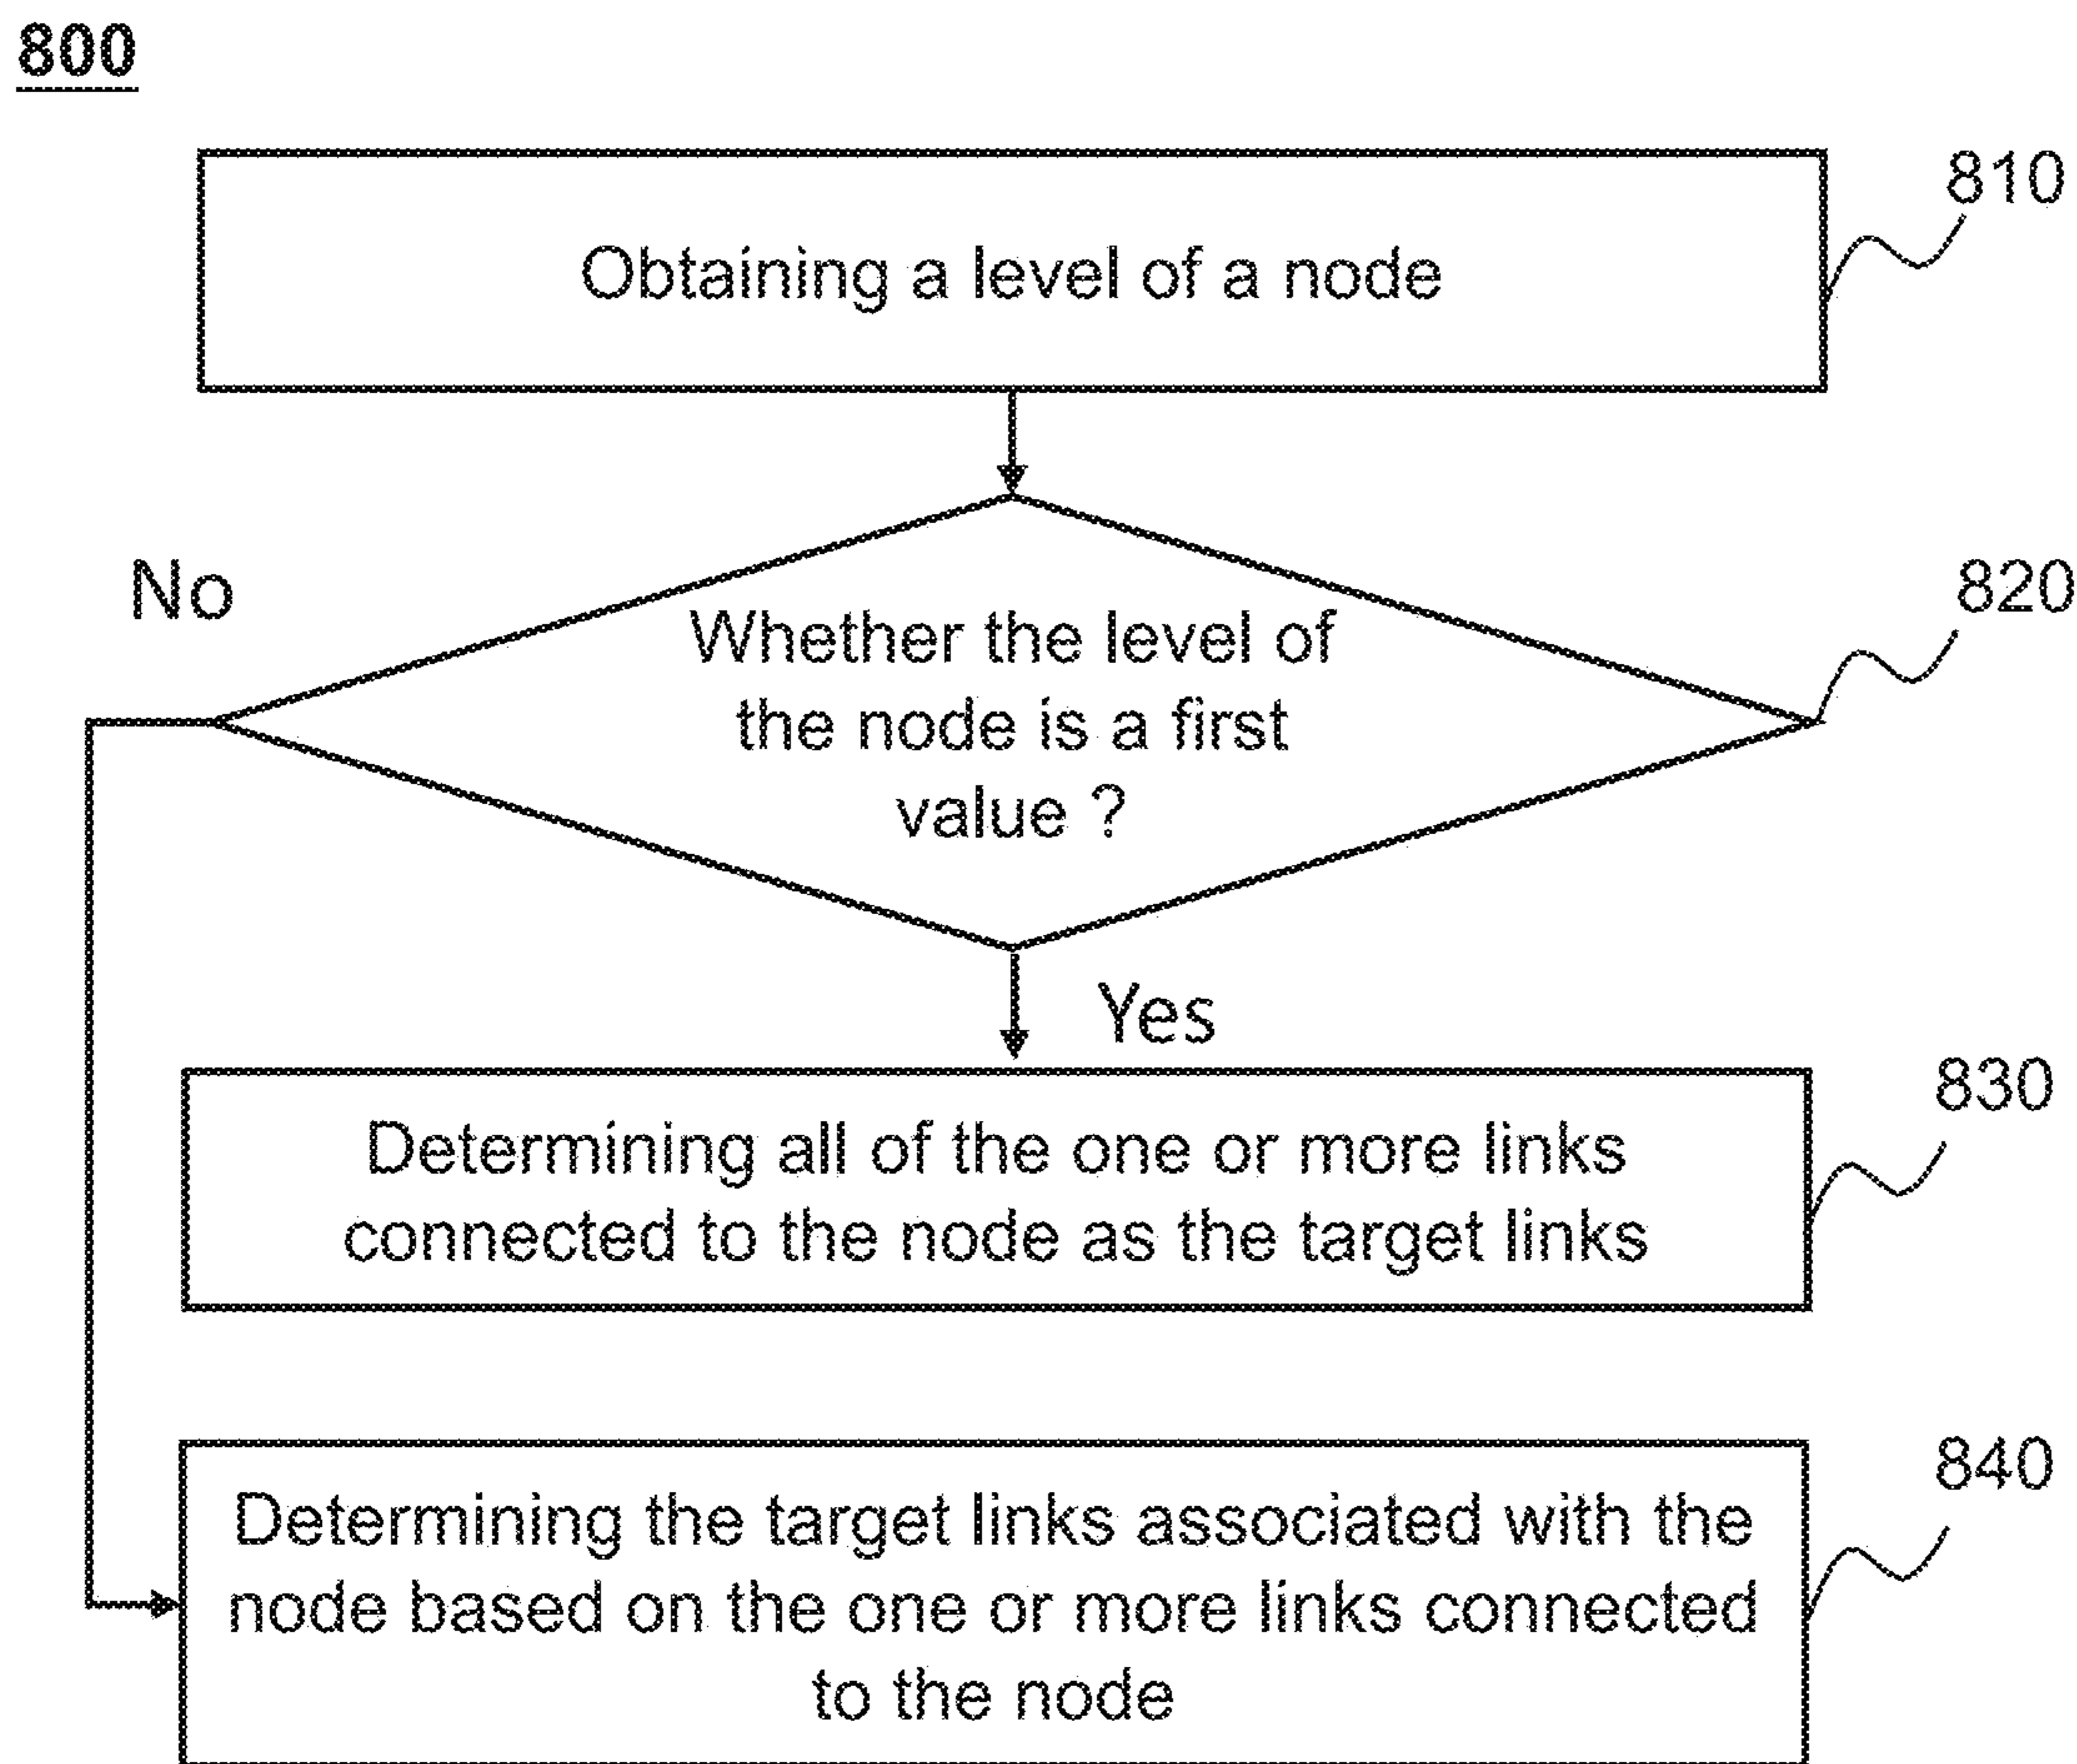 800
810
Obtaining a level of a node
No
820
Whether the level of
the node is a first
value ?
Yes
830
Determining all of the one or more links
connected to the node as the target links
840
Determining the target links associated with the
node based on the one or more links connected
to the node